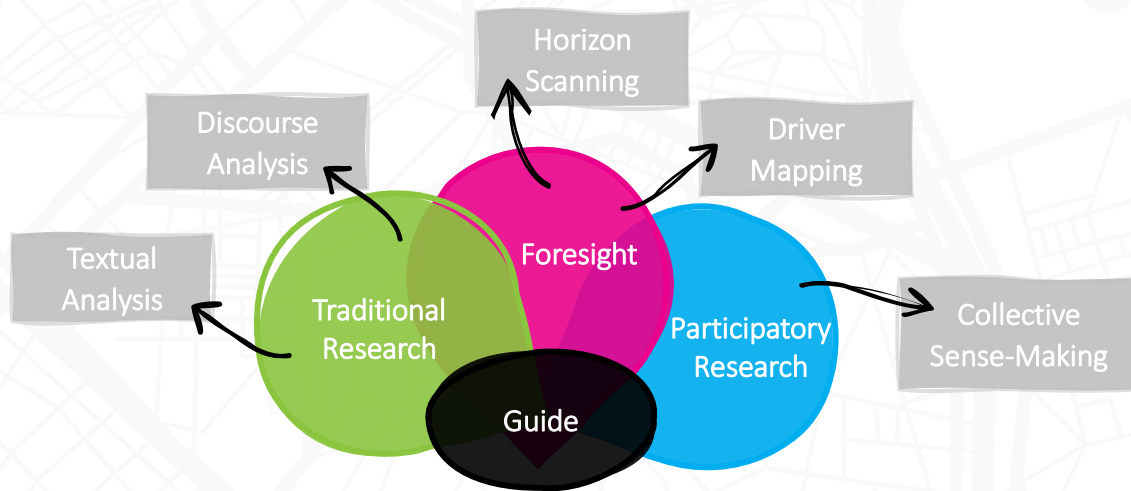 Horizon
Scanning
Discourse
Analysis
Driver
Mapping
Textual
Analysis
Foresight
Traditional
Research
Participatory
Research
Collective
Sense-Making
Guide